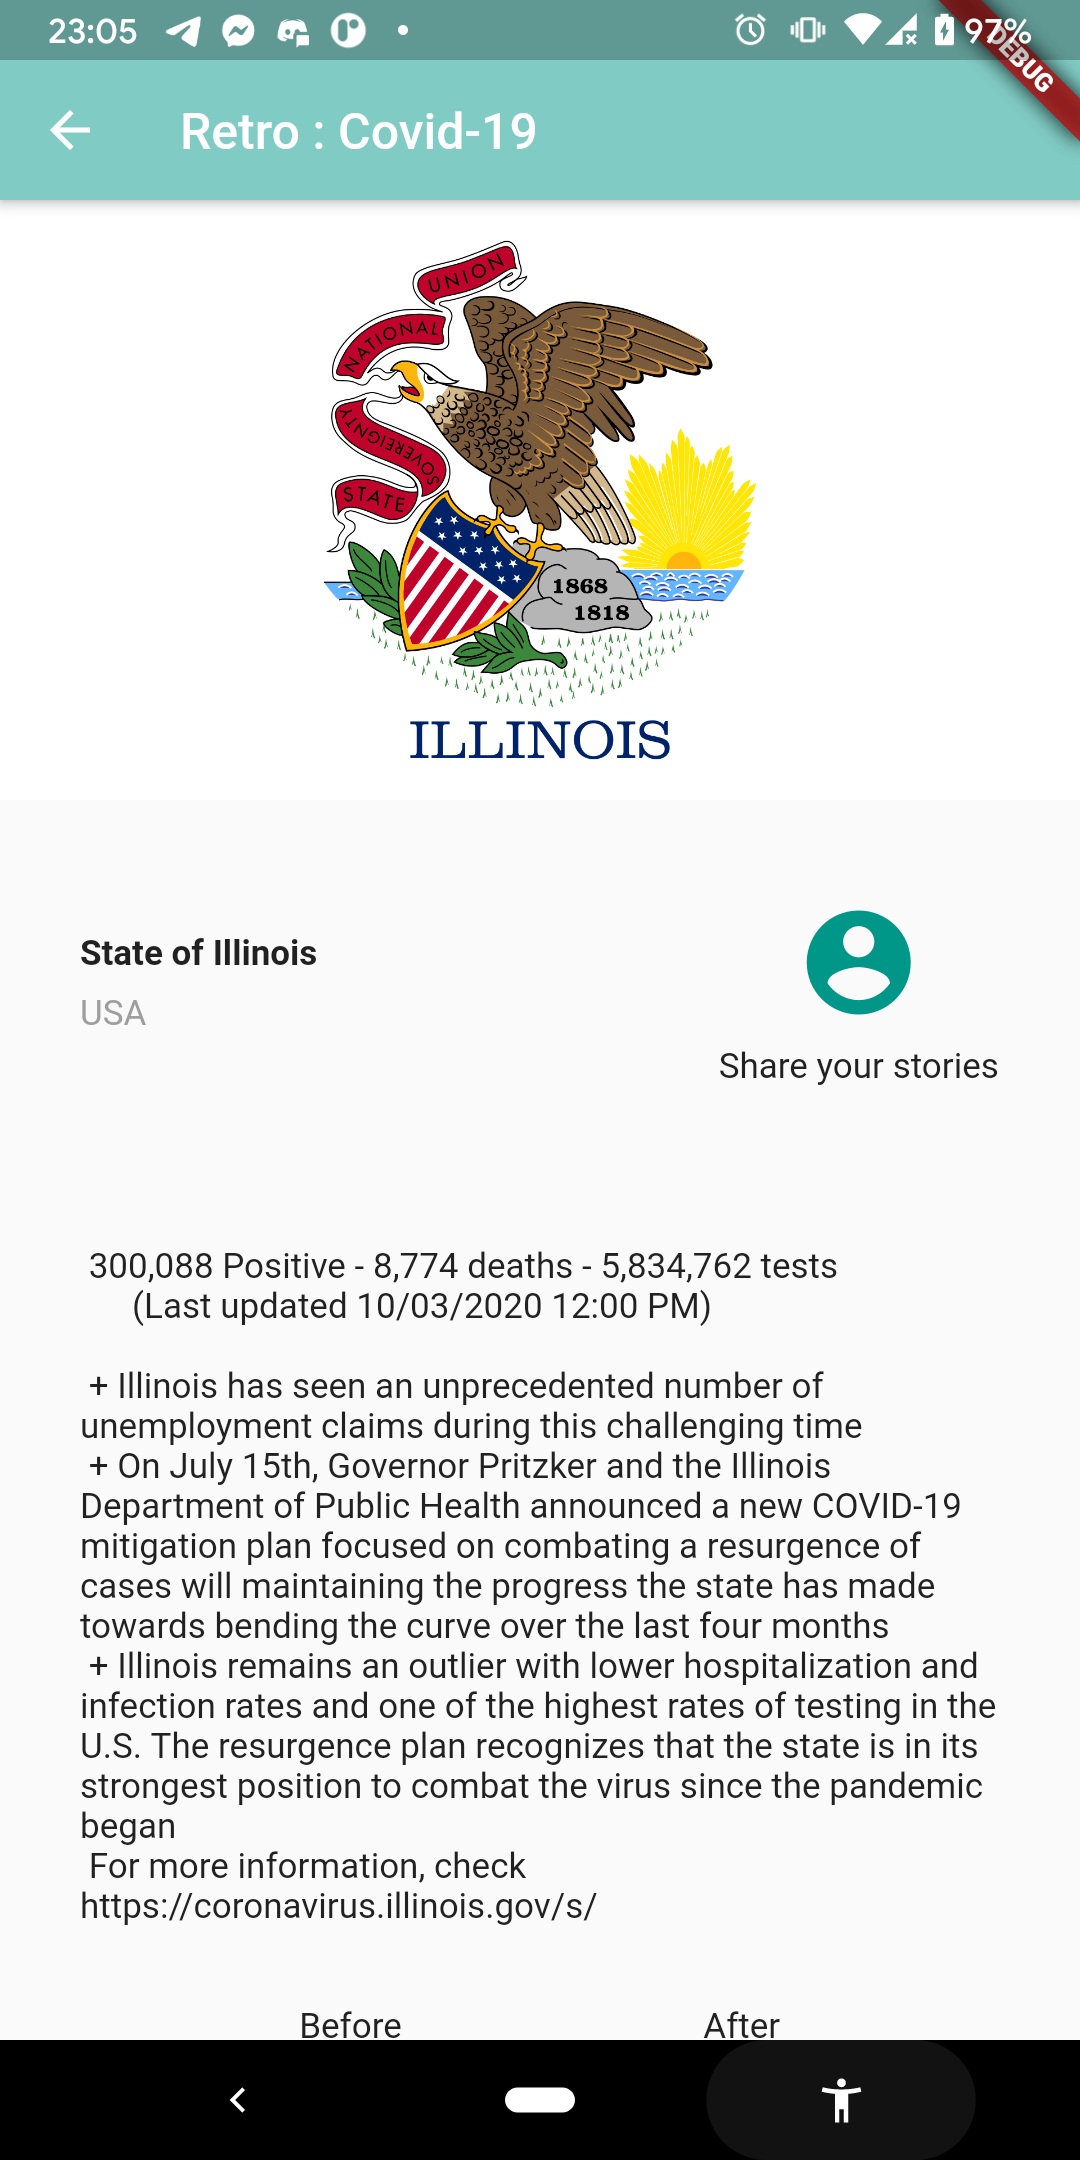 23:05
97%
DEBUG
Retro : Covid-19
UNION
NATIONAL
SOVEREIGNTY
STATE
1868
1818
ILLINOIS
State of Illinois
USA
Share your stories
300,088 Positive - 8,774 deaths - 5,834,762 tests
(Last updated 10/03/2020 12:00 PM)
+ Illinois has seen an unprecedented number of
unemployment claims during this challenging time
+ On July 15th, Governor Pritzker and the Illinois
Department of Public Health announced a new COVID-19
mitigation plan focused on combating a resurgence of
cases will maintaining the progress the state has made
towards bending the curve over the last four months
+ Illinois remains an outlier with lower hospitalization and
infection rates and one of the highest rates of testing in the
U.S. The resurgence plan recognizes that the state is in its
strongest position to combat the virus since the pandemic
began
For more information, check
https://coronavirus.illinois.gov/s/
Before After